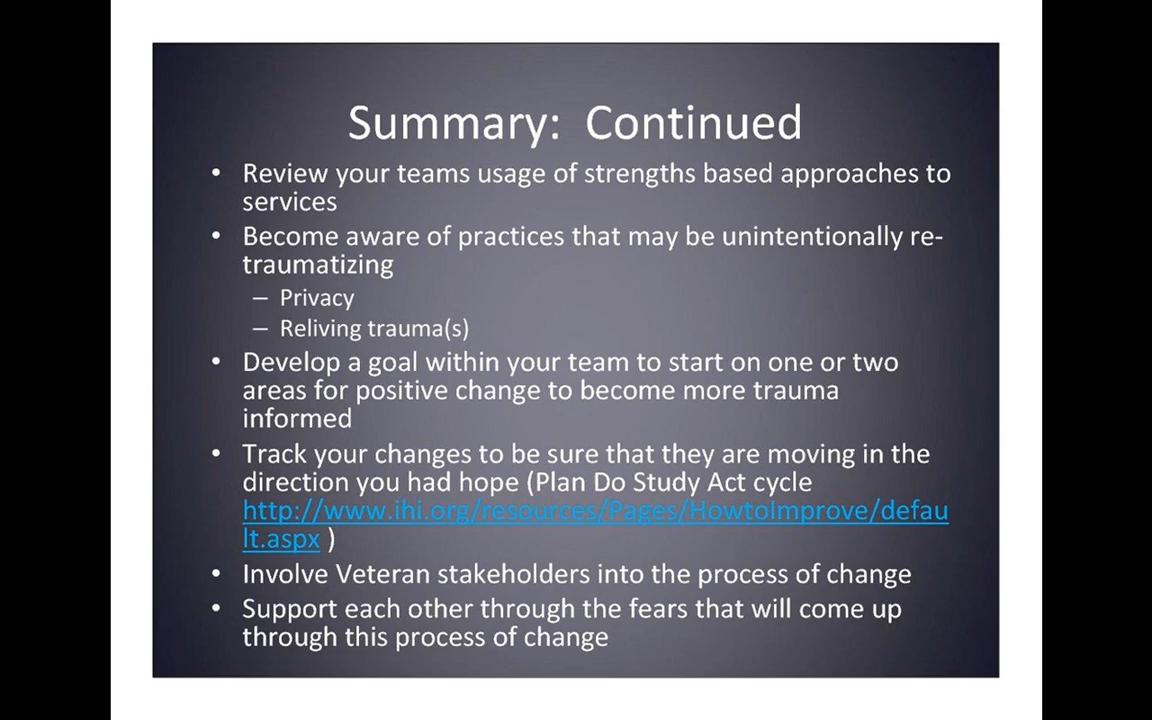 Summary:  Continued
• Review your teams usage of strengths based approaches to
services
• Become aware of practices that may be unintentionally re-
traumatizing
– Privacy
– Reliving trauma(s)
• Develop a goal within your team to start on one or two
areas for positive change to become more trauma
informed
• Track your changes to be sure that they are moving in the
direction you had hope (Plan Do Study Act cycle
http://www.ihi.org/resources/Pages/HowtoImprove/defau
lt.aspx )
• Involve Veteran stakeholders into the process of change
• Support each other through the fears that will come up
through this process of change